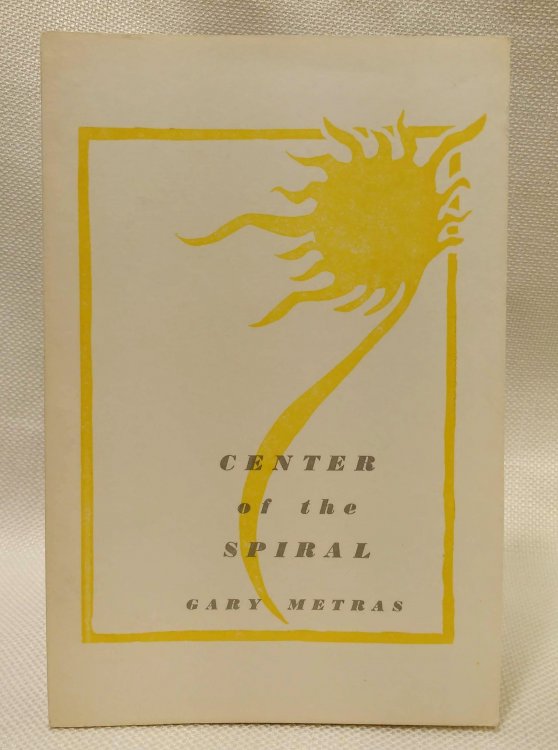 CENTER
of the
SPIRAL
GARY METRAS